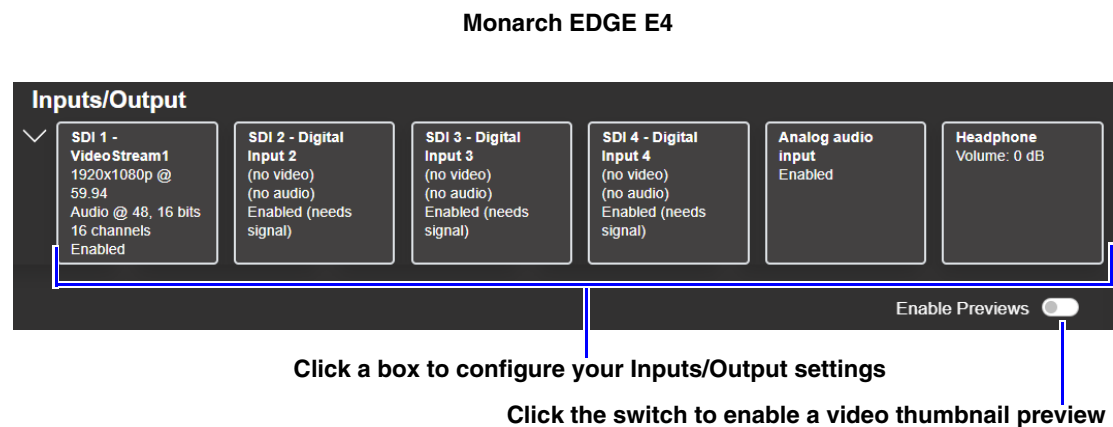 Monarch EDGE E4
Inputs/Output
SDI 1 -
VideoStream1
1920x1080p @
59.94
Audio @ 48, 16 bits
16 channels
Enabled
SDI 2 - Digital
Input 2
(no video)
(no audio)
Enabled (needs
signal)
SDI 3 - Digital
Input 3
(no video)
(no audio)
Enabled (needs
signal)
SDI 4 - Digital
Input 4
(no video)
(no audio)
Enabled (needs
signal)
Analog audio
input
Enabled
Headphone
Volume: 0 dB
Enable Previews
Click a box to configure your Inputs/Output settings
Click the switch to enable a video thumbnail preview